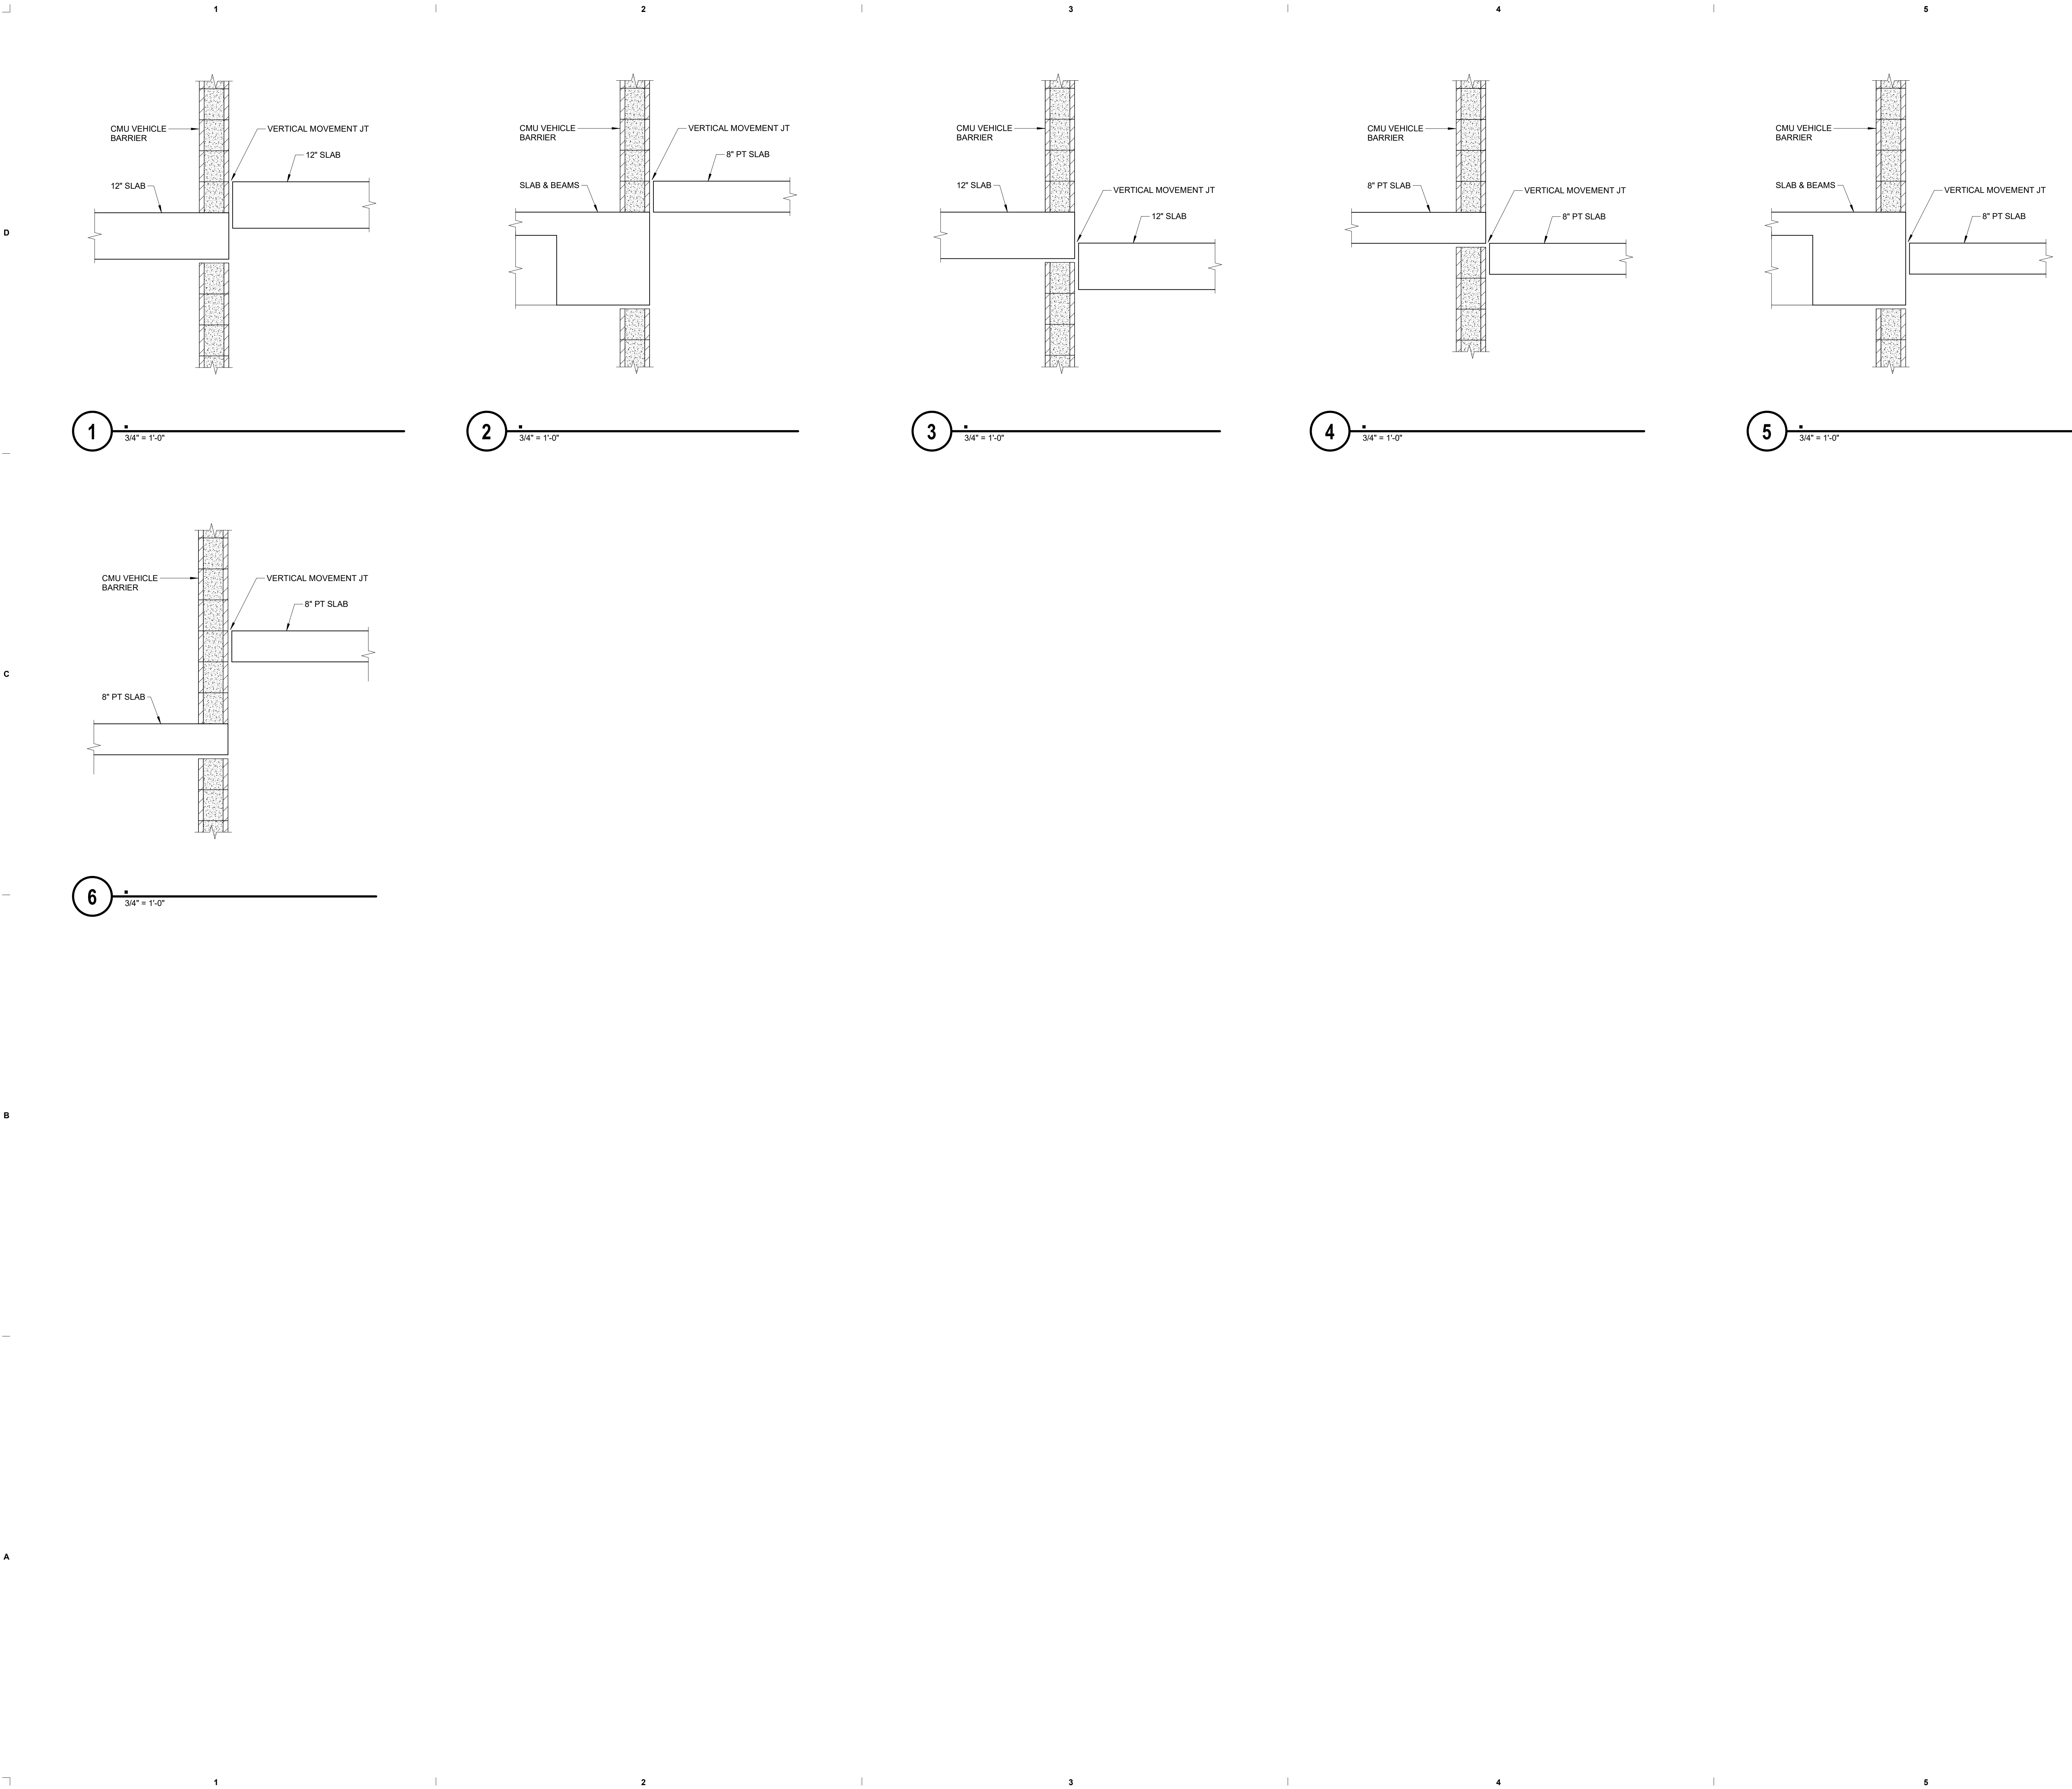 1 2 3 4 5
CMU VEHICLE
BARRIER
VERTICAL MOVEMENT JT
12" SLAB
12" SLAB
1
3/4" = 1'-0"
CMU VEHICLE
BARRIER
VERTICAL MOVEMENT JT
8" PT SLAB
SLAB & BEAMS
2
3/4" = 1'-0"
CMU VEHICLE
BARRIER
12" SLAB
VERTICAL MOVEMENT JT
12" SLAB
3
3/4" = 1'-0"
CMU VEHICLE
BARRIER
8" PT SLAB
VERTICAL MOVEMENT JT
8" PT SLAB
4
3/4" = 1'-0"
CMU VEHICLE
BARRIER
SLAB & BEAMS
VERTICAL MOVEMENT JT
8" PT SLAB
5
3/4" = 1'-0"
D
CMU VEHICLE
BARRIER
VERTICAL MOVEMENT JT
8" PT SLAB
8" PT SLAB
6
3/4" = 1'-0"
C
B
A
1 2 3 4 5